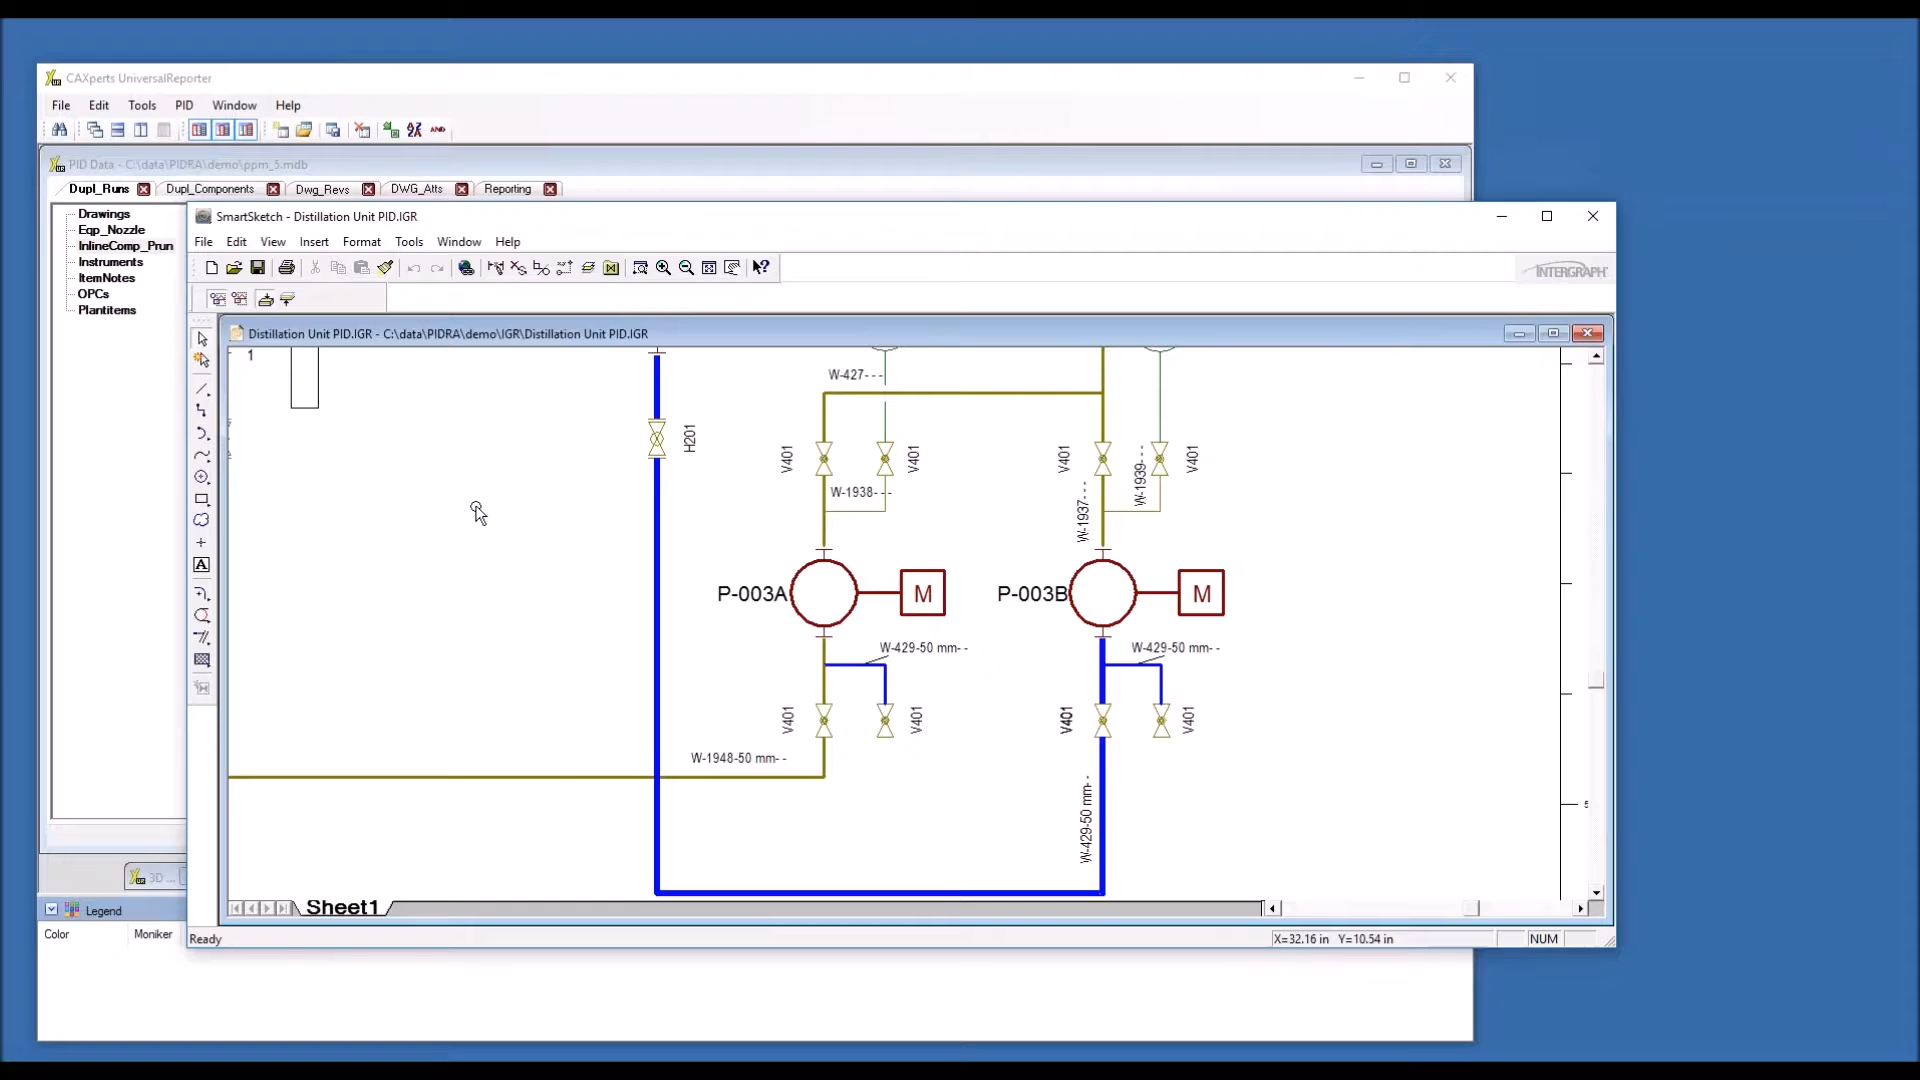 CAXperts UniversalReporter
File Edit Tools PID Window Help
PID Data - C:\data\PIDRA\demo\ppm_5.mdb
Dupl_Runs Dupl_Components Dwg_Revs DWG_Atts Reporting
Drawings
Eqp_Nozzle
InlineComp_Prun
Instruments
ItemNotes
OPCs
Plantitems
SmartSketch - Distillation Unit PID.IGR
File Edit View Insert Format Tools Window Help
INTERGRAPH
Distillation Unit PID.IGR - C:\data\PIDRA\demo\IGR\Distillation Unit PID.IGR
1
W-427---
H201
V401
V401
V401
V401
W-1938---
W-1937---
W-1939---
P-003A
M
P-003B
M
W-429-50 mm--
W-429-50 mm--
V401
V401
V401
V401
W-1948-50 mm--
W-429-50 mm--
3D ...
Sheet1
Legend
Color Moniker
Ready
X=32.16 in Y=10.54 in
NUM